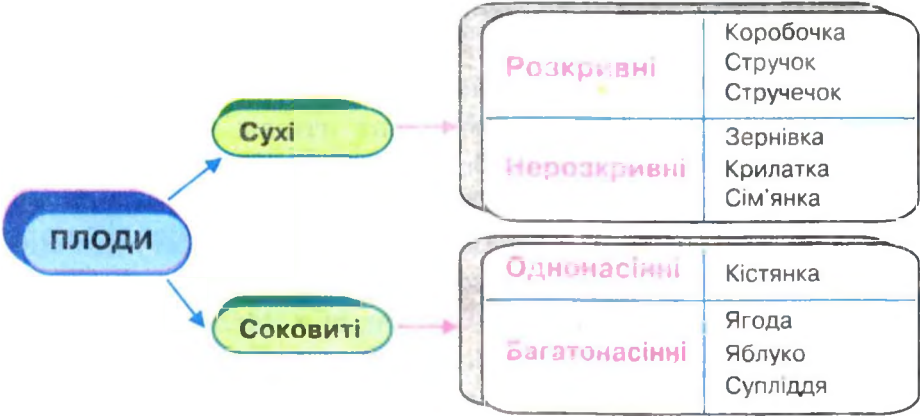 ПЛОДИ
Сухі
Розкривні
Коробочка
Стручок
Стручечок
Нерозкривні
Зернівка
Крилатка
Сім'янка
Соковиті
Однонасінні
Кістянка
Багатонасінні
Ягода
Яблуко
Супліддя